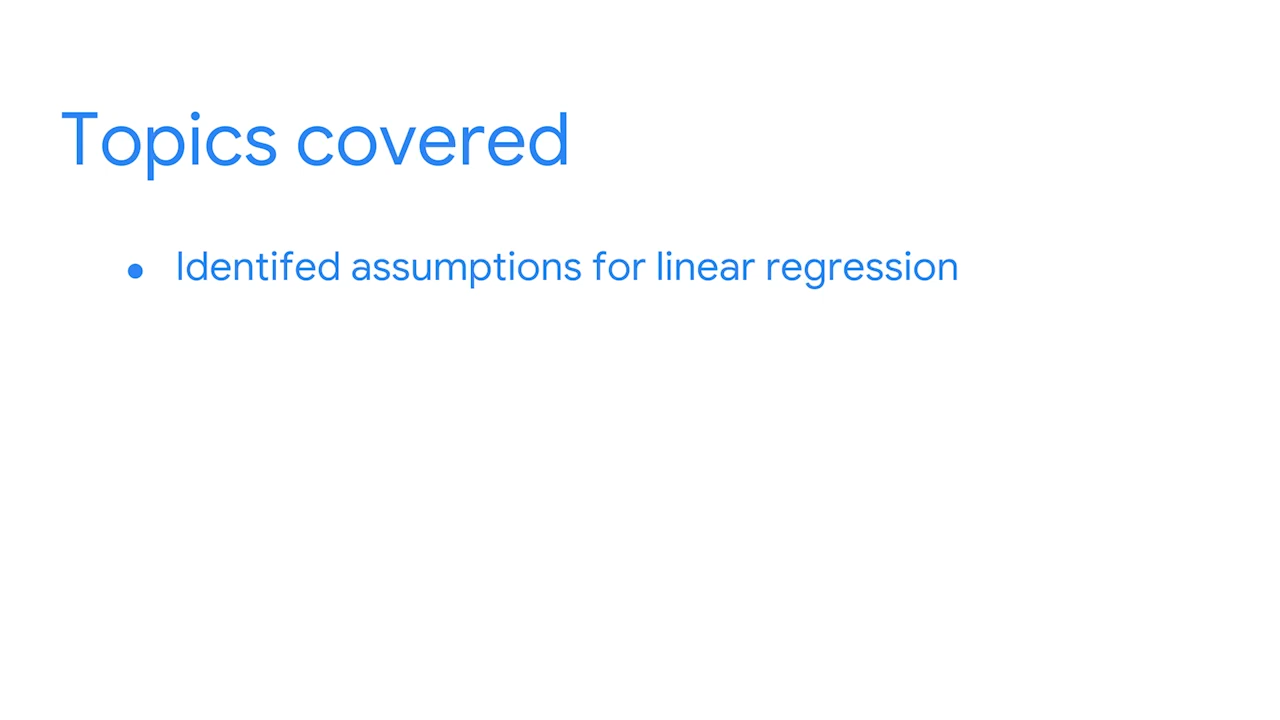 Topics covered
● Identifed assumptions for linear regression